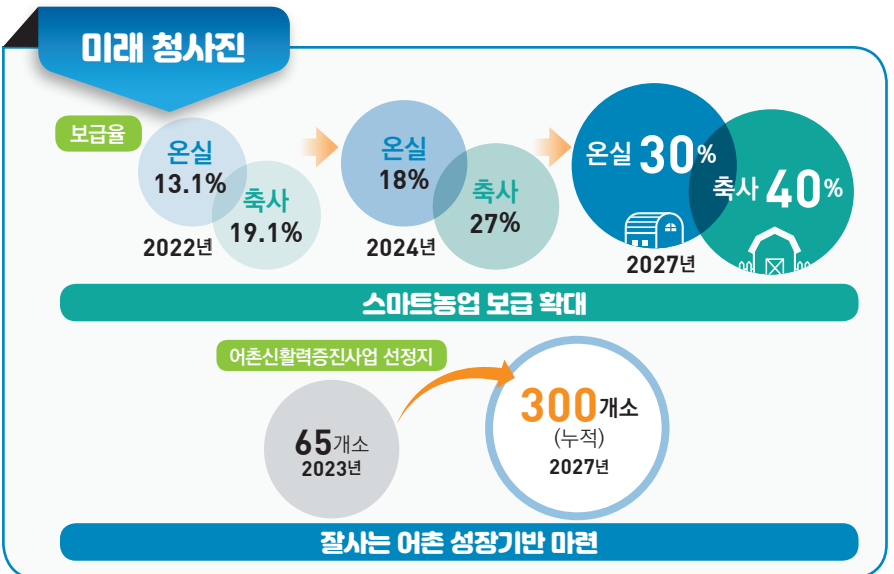 미래 청사진
보급율
온실
13.1%
축사
19.1%
2022년
온실
18%
축사
27%
2024년
온실 30%
축사 40%
2027년
스마트농업 보급 확대
어촌신활력증진사업 선정지
65개소
2023년
300개소
(누적)
2027년
잘사는 어촌 성장기반 마련